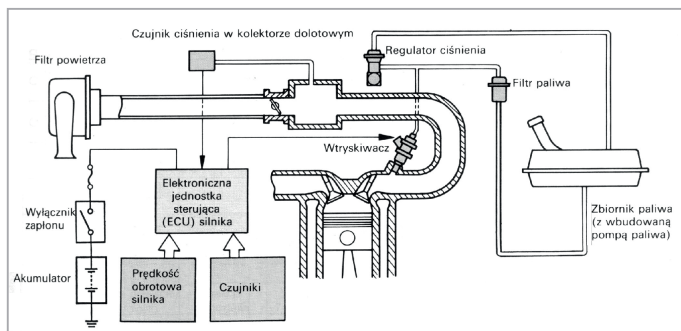 Czujnik ciśnienia w kolektorze dolotowym
Regulator ciśnienia
Filtr powietrza
Filtr paliwa
Wtryskiwacz
Elektroniczna
jednostka
sterująca
(ECU) silnika
Wyłącznik
zapłonu
Zbiornik paliwa
(z wbudowaną
pompą paliwa)
Akumulator
Prędkość
obrotowa
silnika
Czujniki